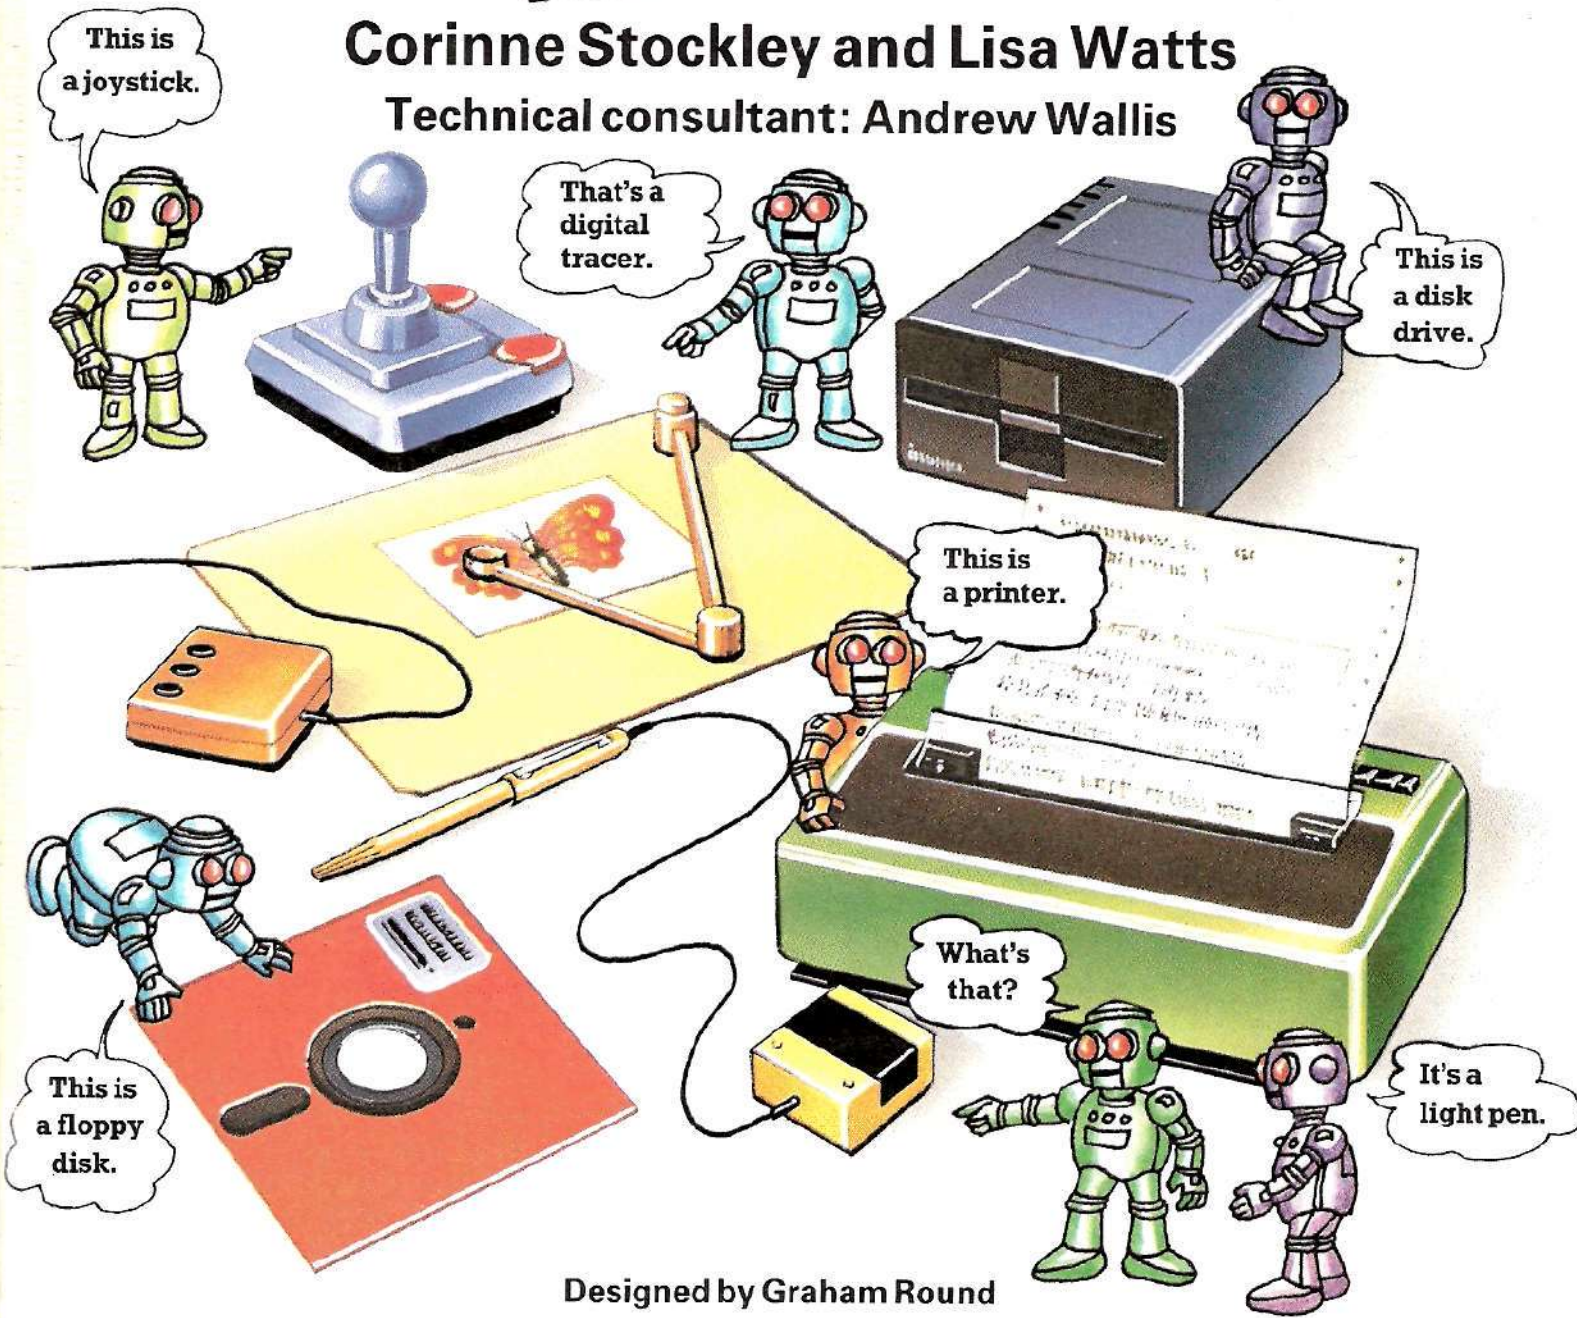 This is
a joystick.
Corinne Stockley and Lisa Watts
Technical consultant: Andrew Wallis
That's a
digital
tracer.
This is
a disk
drive.
This is
a printer.
This is
a floppy
disk.
What's
that?
It's a
light pen.
Designed by Graham Round